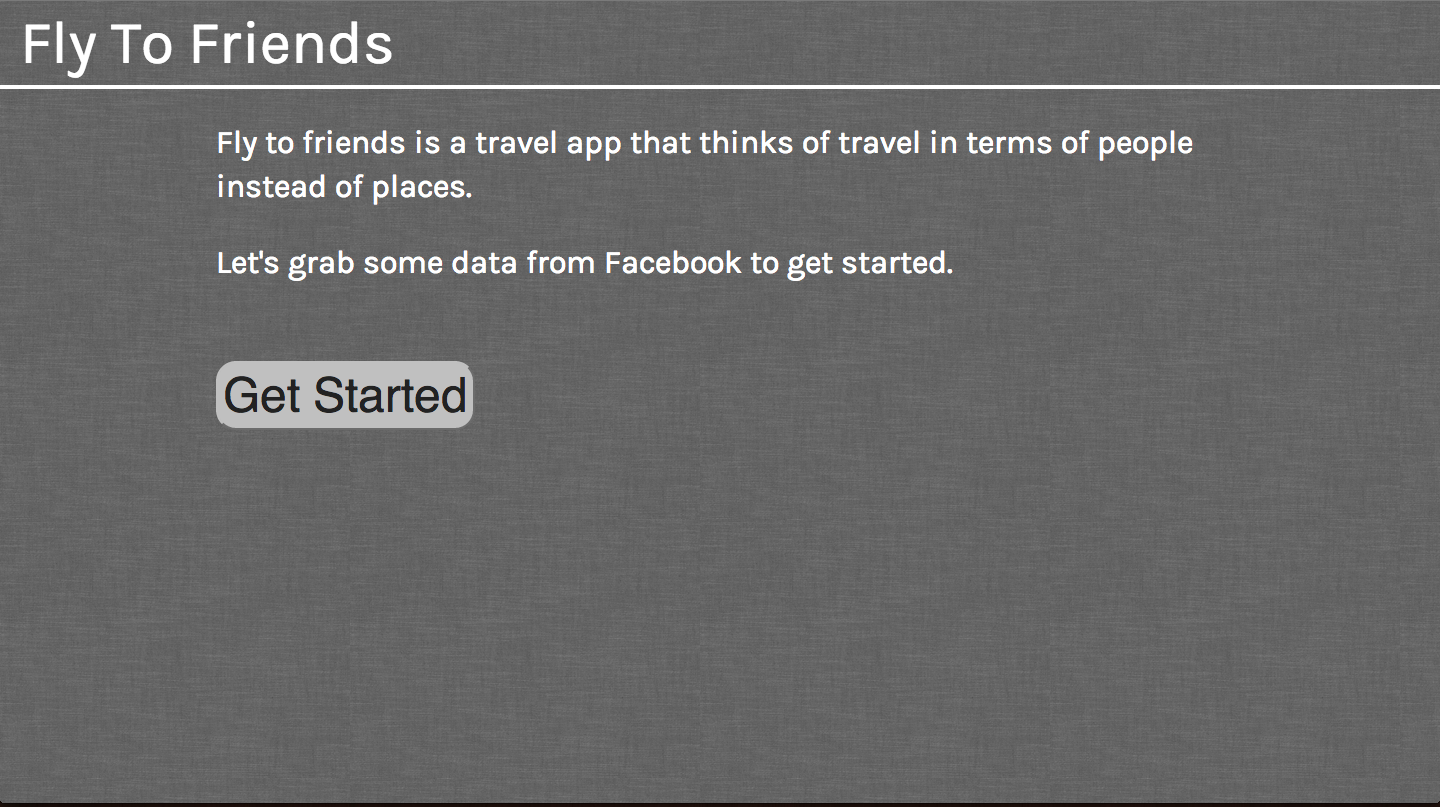 Fly To Friends
Fly to friends is a travel app that thinks of travel in terms of people
instead of places.
Let's grab some data from Facebook to get started.
Get Started